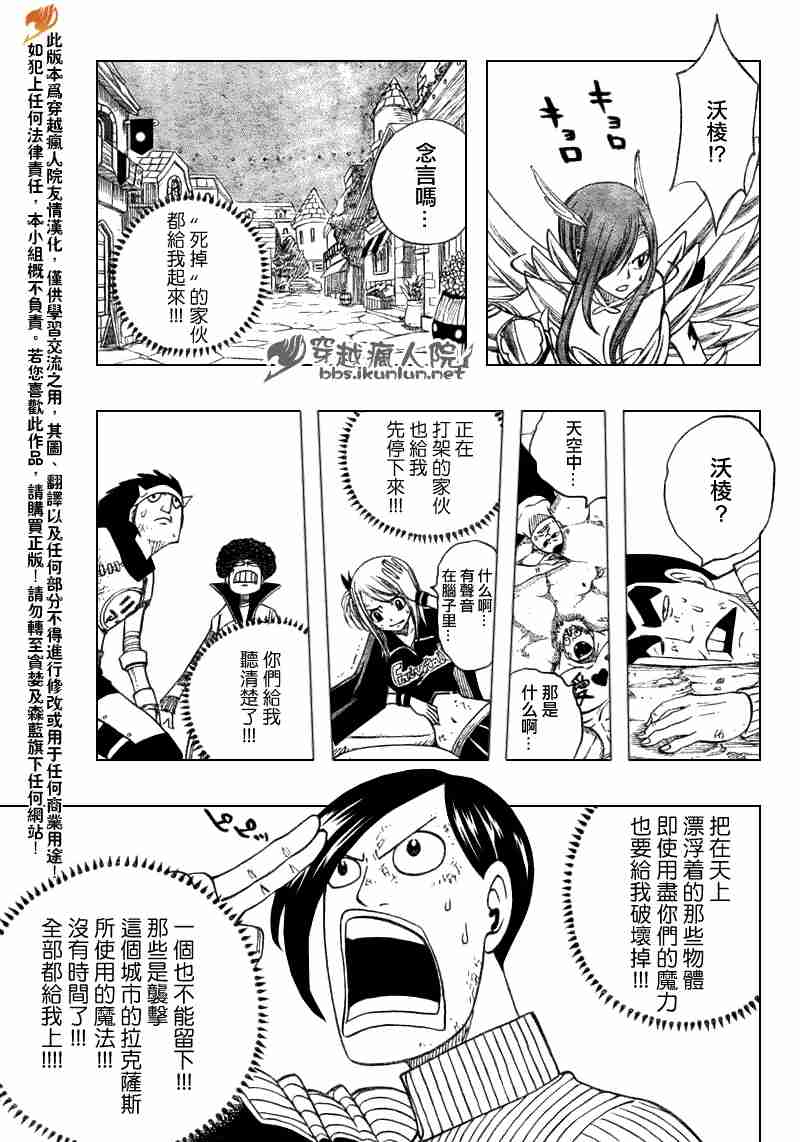 此版本爲穿越瘋人院友情漢化，僅供學習交流之用，其圖、翻譯以及任何部分不得進行修改或用于任何商業用途！
如犯上任何法律責任，本小組概不負責。若您喜歡此作品，請購買正版！請勿轉至貪婪及森藍旗下任何網站！
沃棱!?
キョロ
キョロ
念言嗎…
〝死掉〞的家伙
都給我起來!!!
穿越瘋人院
bbs.ikunlun.net
沃棱?
天空中…
那是
什么啊…
正在
打架的家伙
也給我
先停下來!!!
什么啊…
有聲音
在腦子里…
你們給我
聽清楚了!!!
把在天上
漂浮着的那些物體
即使用盡你們的魔力
也要給我破壞掉!!!
一個也不能留下!!!
那些是襲擊
這個城市的拉克薩斯
所使用的魔法!!!
沒有時間了!!!
全部都給我上!!!!